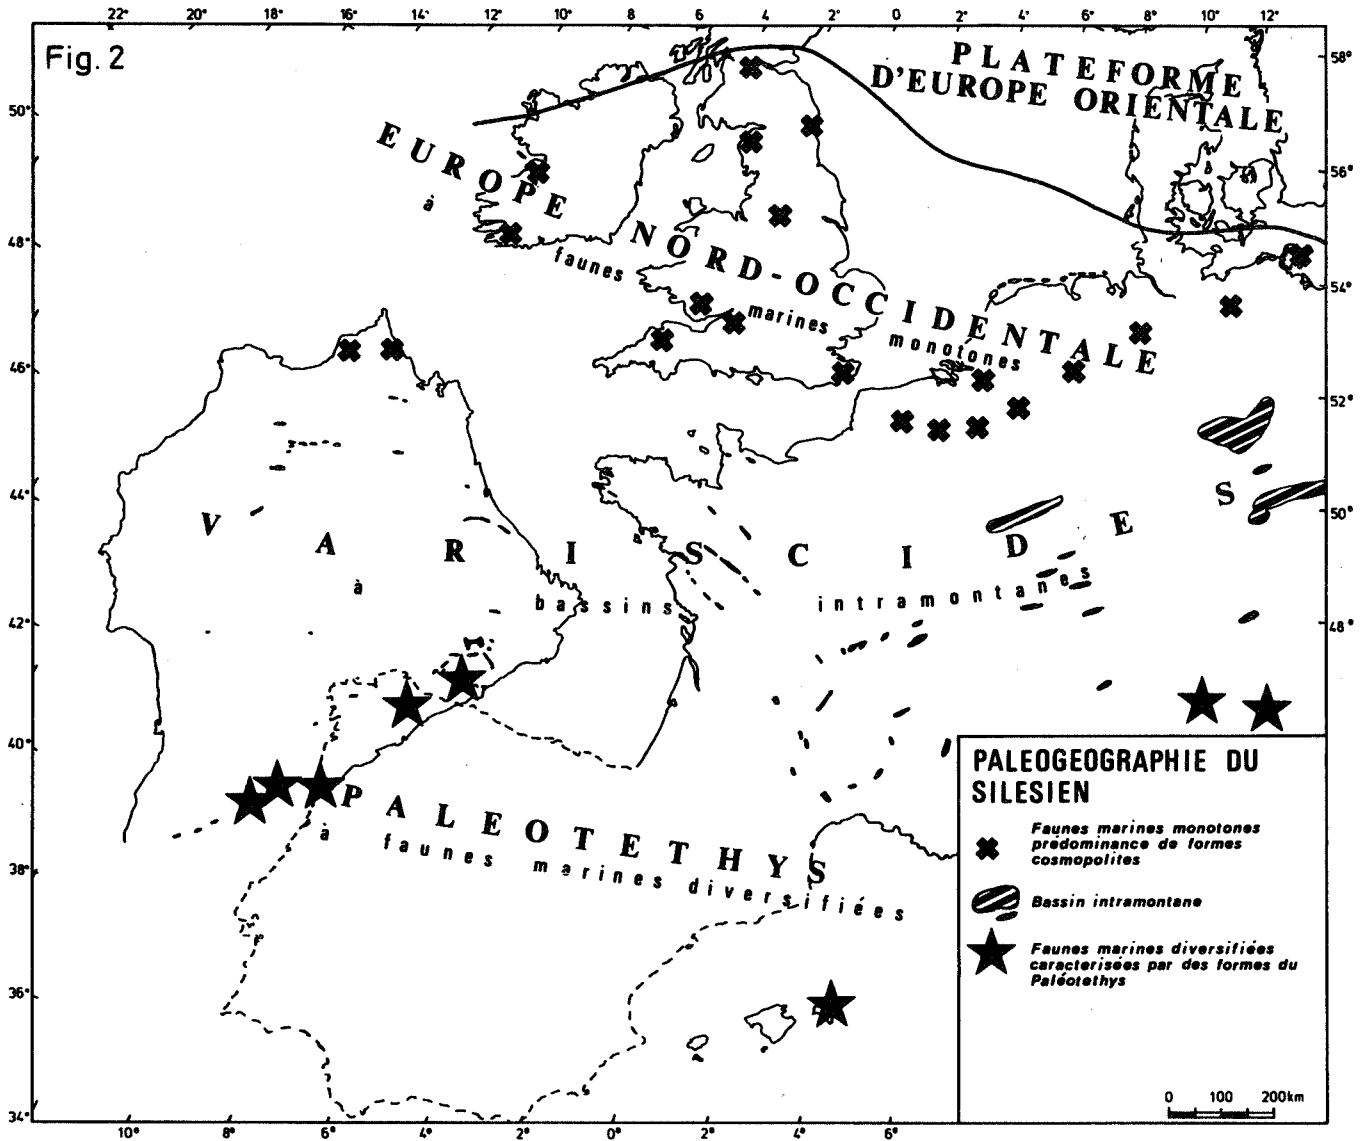 22° 20° 18° 16° 14° 12° 10° 8° 6° 4° 0° 2° 4° 6° 8° 10° 12°
Fig. 2
PLATEFORME
D'EUROPE ORIENTALE
58°
50°
EUROPE
56°
à
48°
NORD-OCCIDENTALE
faunes marines monotones
54°
46°
52°
44°
50°
VARISCIDES
à
bassins intramontanes
42°
48°
40°
PALEOTETHYS
à
faunes marines diversifiées
38°
36°
34°
PALEOGEOGRAPHIE DU
SILESIEN
Faunes marines monotones
prédominance de formes
cosmopolites
Bassin intramontane
Faunes marines diversifiées
caracterisées par des formes du
Paléotethys
0 100 200km
10° 8° 6° 4° 2° 0° 2° 4° 6°